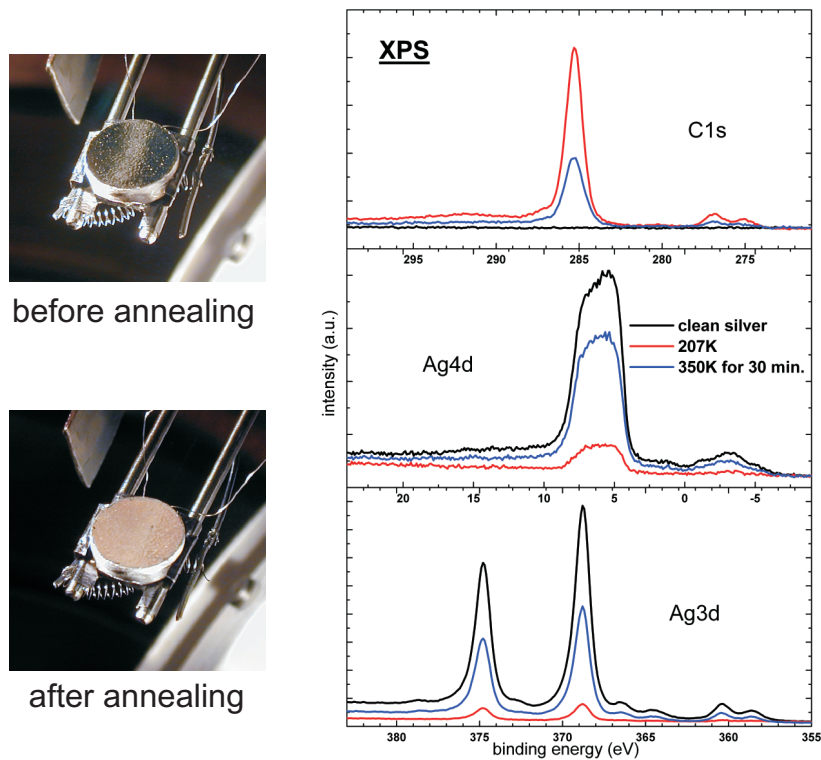 before annealing
after annealing
XPS
C1s
295 290 285 280 275
Ag4d
clean silver
207K
350K for 30 min.
intensity (a.u.)
20 15 10 5 0 -5
Ag3d
380 375 370 365 360 355
binding energy (eV)